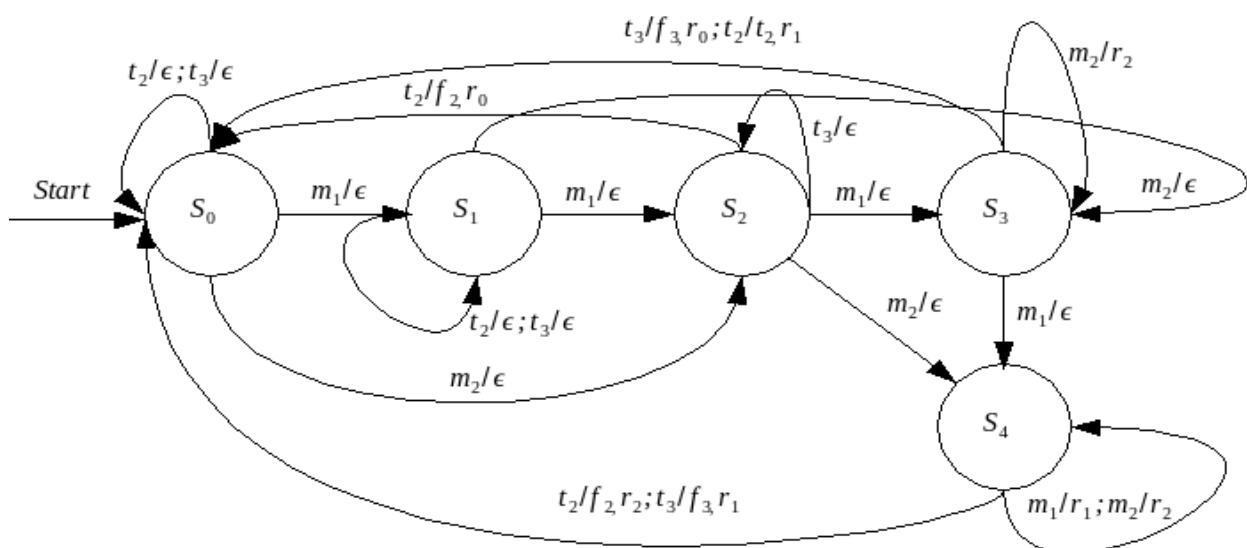 t₃/f₃,r₀;t₂/t₂,r₁
m₂/r₂
t₂/ϵ;t₃/ϵ
t₂/f₂,r₀
t₃/ϵ
Start
S₀
m₁/ϵ
S₁
m₁/ϵ
S₂
m₁/ϵ
S₃
m₂/ϵ
t₂/ϵ;t₃/ϵ
m₂/ϵ
m₁/ϵ
m₂/ϵ
S₄
t₂/f₂,r₂;t₃/f₃,r₁
m₁/r₁;m₂/r₂